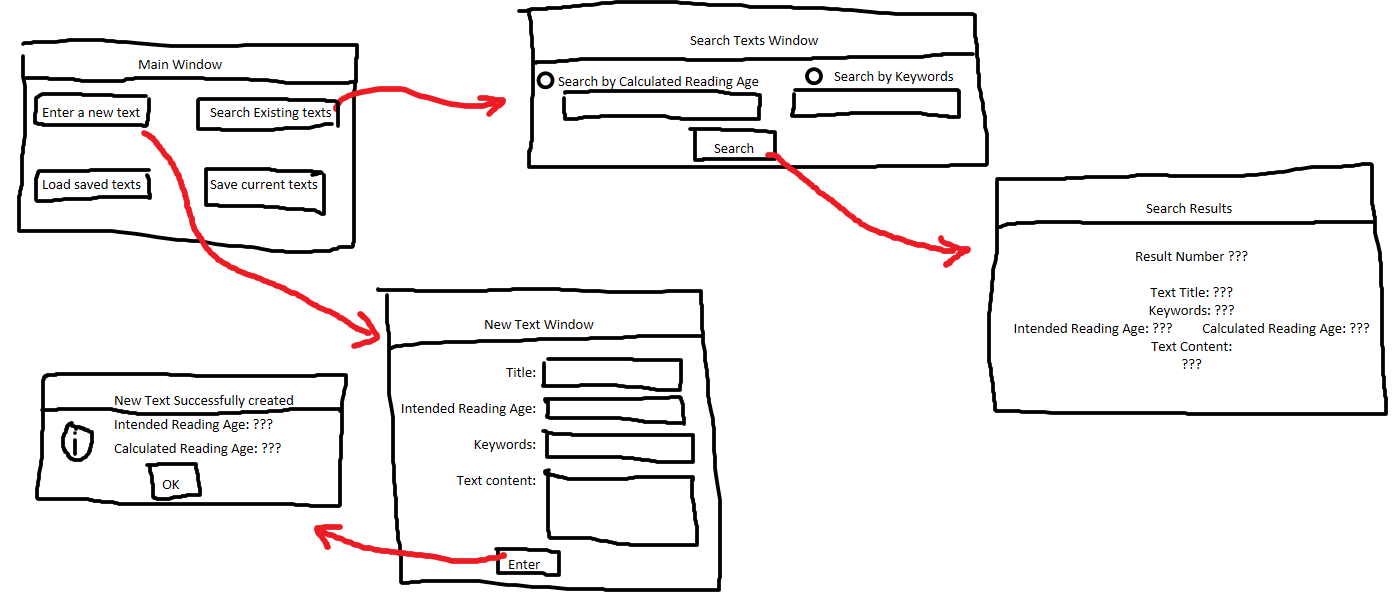 Main Window
Enter a new text
Search Existing texts
Load saved texts
Save current texts
Search Texts Window
Search by Calculated Reading Age
Search by Keywords
Search
Search Results
Result Number ???
Text Title: ???
Keywords: ???
Intended Reading Age: ??? Calculated Reading Age: ???
Text Content:
???
New Text Window
Title:
Intended Reading Age:
Keywords:
Text content:
Enter
New Text Successfully created
i
Intended Reading Age: ???
Calculated Reading Age: ???
OK